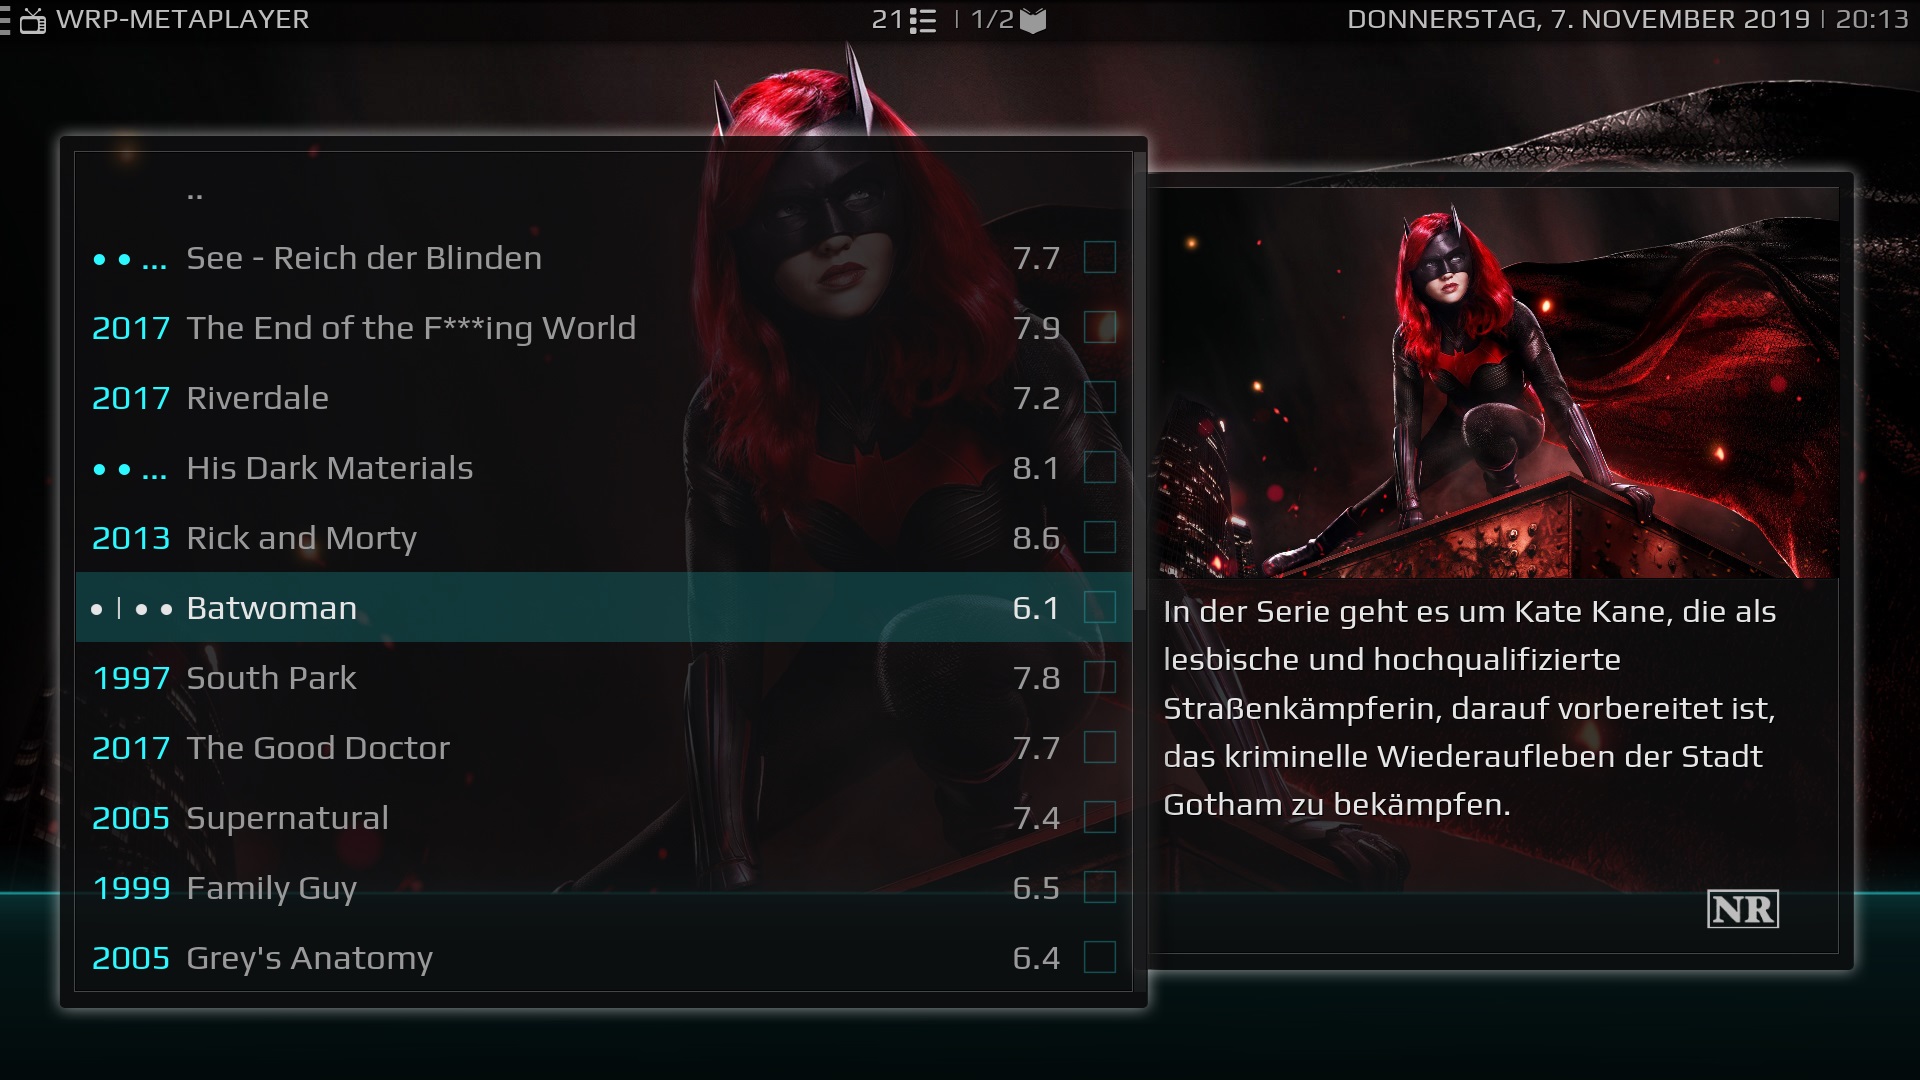 WRP-METAPLAYER
21 | 1/2
DONNERSTAG, 7. NOVEMBER 2019 | 20:13
..
• • ... See - Reich der Blinden 7.7
2017 The End of the F***ing World 7.9
2017 Riverdale 7.2
• • ... His Dark Materials 8.1
2013 Rick and Morty 8.6
• | • • Batwoman 6.1
1997 South Park 7.8
2017 The Good Doctor 7.7
2005 Supernatural 7.4
1999 Family Guy 6.5
2005 Grey's Anatomy 6.4
In der Serie geht es um Kate Kane, die als
lesbische und hochqualifizierte
Straßenkämpferin, darauf vorbereitet ist,
das kriminelle Wiederaufleben der Stadt
Gotham zu bekämpfen.
NR